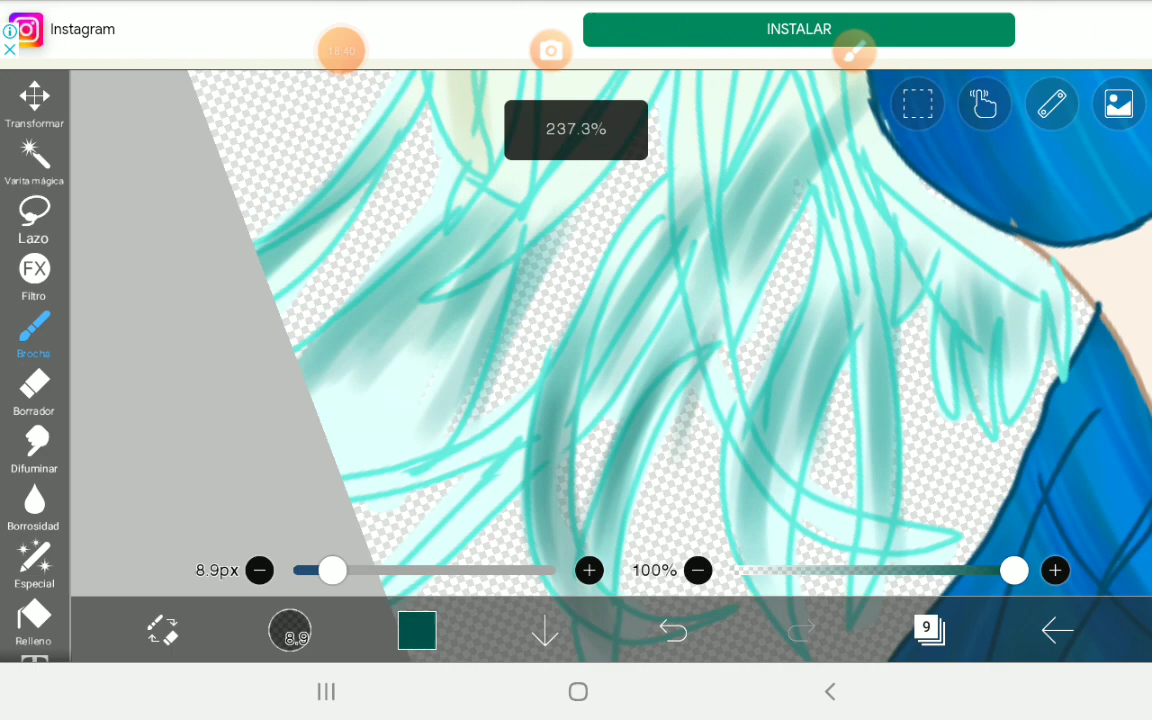 Instagram
INSTALAR
18:40
237.3%
Transformar
Varita mágica
Lazo
FX
Filtro
Brocha
Borrador
Difuminar
Borrosidad
Especial
Relleno
8.9px
100%
8.9
9